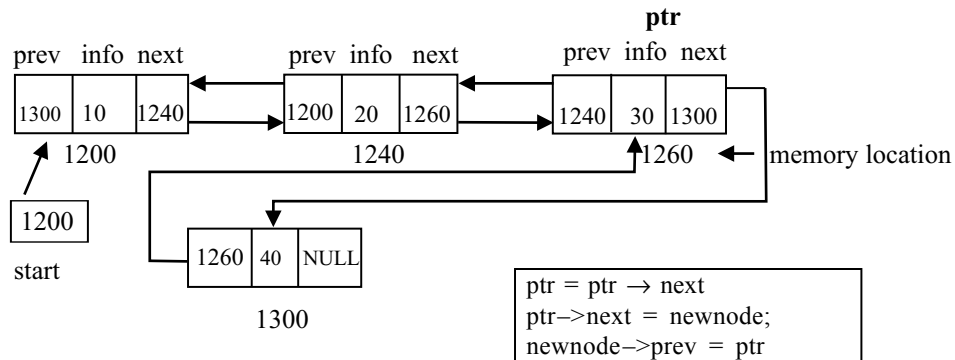 ptr
prev info next prev info next prev info next
1300 10 1240 1200 20 1260 1240 30 1300
1200 1240 1260 memory location
1200
start
1260 40 NULL
1300
ptr = ptr → next
ptr–>next = newnode;
newnode–>prev = ptr